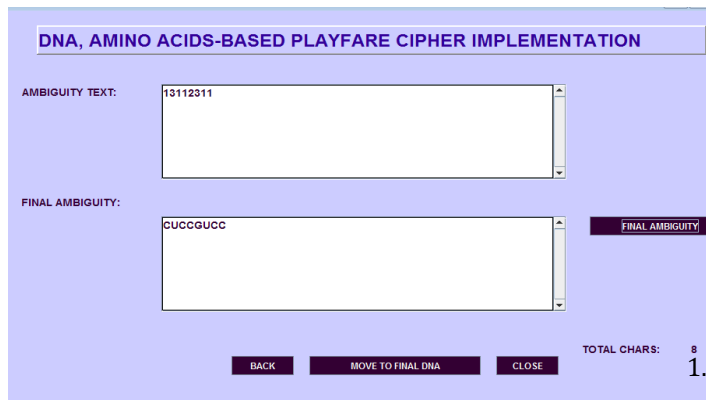 DNA, AMINO ACIDS-BASED PLAYFARE CIPHER IMPLEMENTATION
AMBIGUITY TEXT:
13112311
FINAL AMBIGUITY:
CUCCGUCC
FINAL AMBIGUITY
TOTAL CHARS: 8
BACK MOVE TO FINAL DNA CLOSE
1.